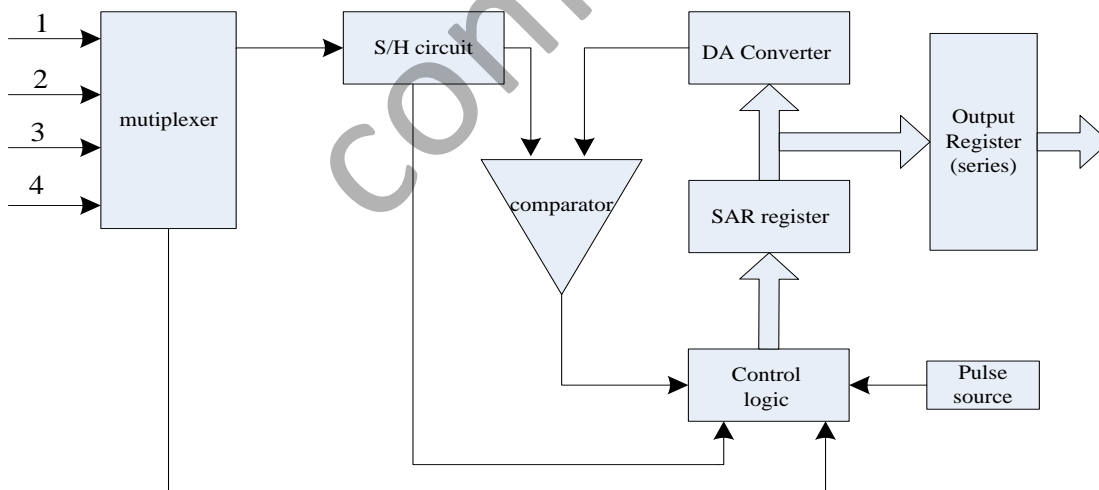 1
2
3
4
mutiplexer
S/H circuit
DA Converter
Output
Register
(series)
comparator
SAR register
Control
logic
Pulse
source